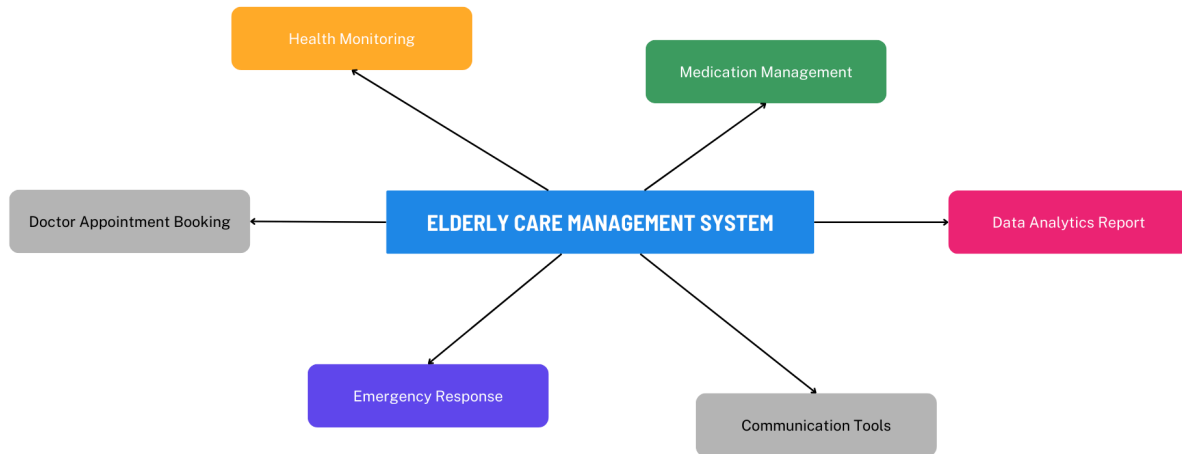 Health Monitoring
Medication Management
Doctor Appointment Booking
ELDERLY CARE MANAGEMENT SYSTEM
Data Analytics Report
Emergency Response
Communication Tools